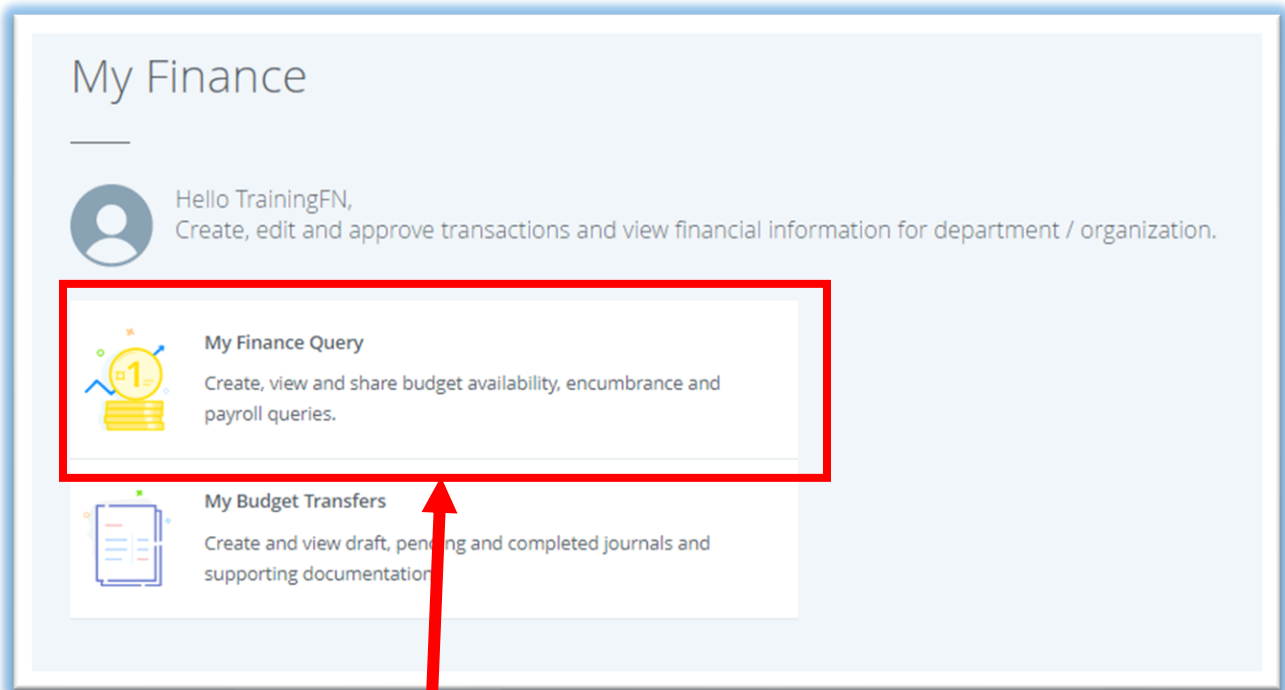 My Finance
Hello TrainingFN,
Create, edit and approve transactions and view financial information for department / organization.
My Finance Query
1
Create, view and share budget availability, encumbrance and
payroll queries.
My Budget Transfers
Create and view draft, and completed journals and
supporting documentation